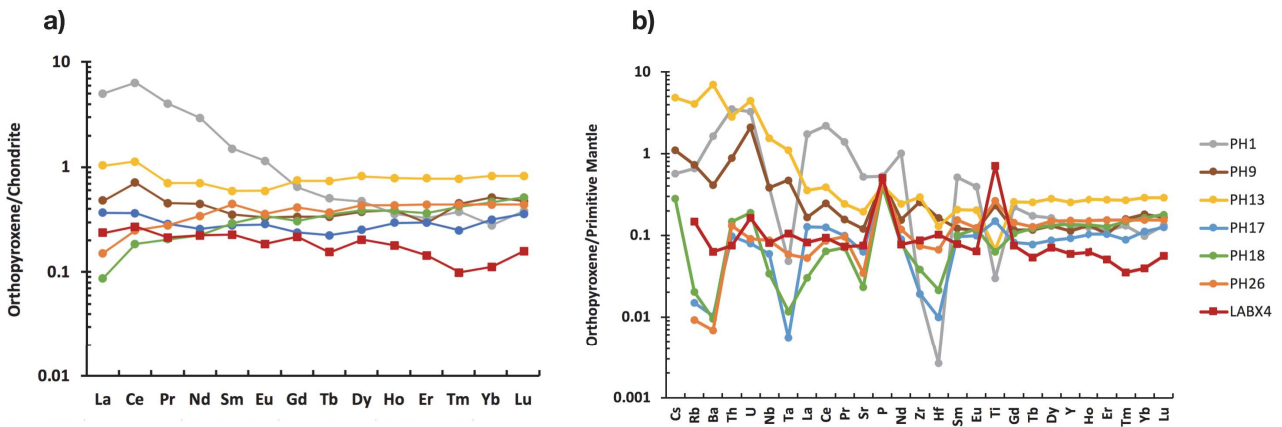 a)
Orthopyroxene/Chondrite
10
1
0.1
0.01
La Ce Pr Nd Sm Eu Gd Tb Dy Ho Er Tm Yb Lu
b)
Orthopyroxene/Primitive Mantle
10
1
0.1
0.01
0.001
Cs Rb Ba Th U Nb Ta La Ce Pr Sr P Nd Zr Hf Sm Eu Ti Gd Tb Dy Y Ho Er Tm Yb Lu
PH1
PH9
PH13
PH17
PH18
PH26
LABX4